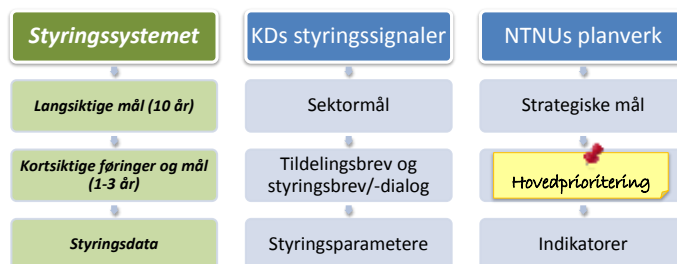 Styringssystemet
Langsiktige mål (10 år)
Kortsiktige føringer og mål
(1-3 år)
Styringsdata
KDs styringssignaler
Sektormål
Tildelingsbrev og
styringsbrev/-dialog
Styringsparametere
NTNUs planverk
Strategiske mål
Hovedprioritering
Indikatorer